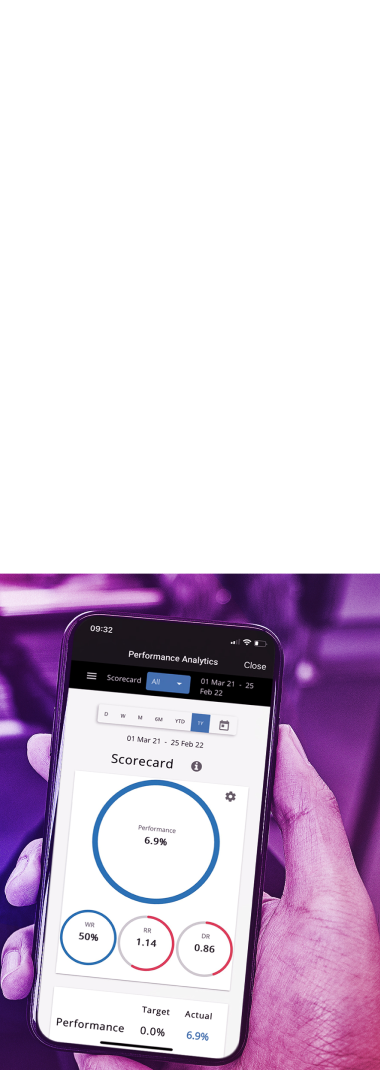 09:32
Performance Analytics
Close
Scorecard
All
01 Mar 21 - 25
Feb 22
D W M 6M YTD 1Y
01 Mar 21 - 25 Feb 22
Scorecard
Performance
6.9%
WR
50%
RR
1.14
DR
0.86
Target Actual
Performance 0.0% 6.9%